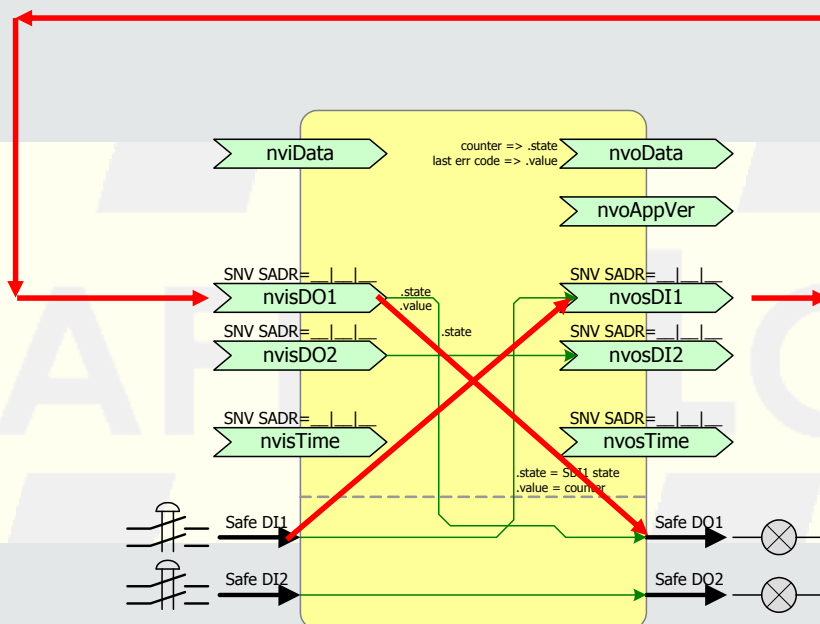 nviData
counter => .state
last err code => .value
nvoData
nvoAppVer
SNV SADR=__|__|__
nvisDO1
.state
.value
SNV SADR=__|__|__
nvosDI1
SNV SADR=__|__|__
nvisDO2
.state
SNV SADR=__|__|__
nvosDI2
SNV SADR=__|__|__
nvisTime
SNV SADR=__|__|__
nvosTime
.state = SDI1 state
.value = counter
Safe DI1
Safe DO1
Safe DI2
Safe DO2